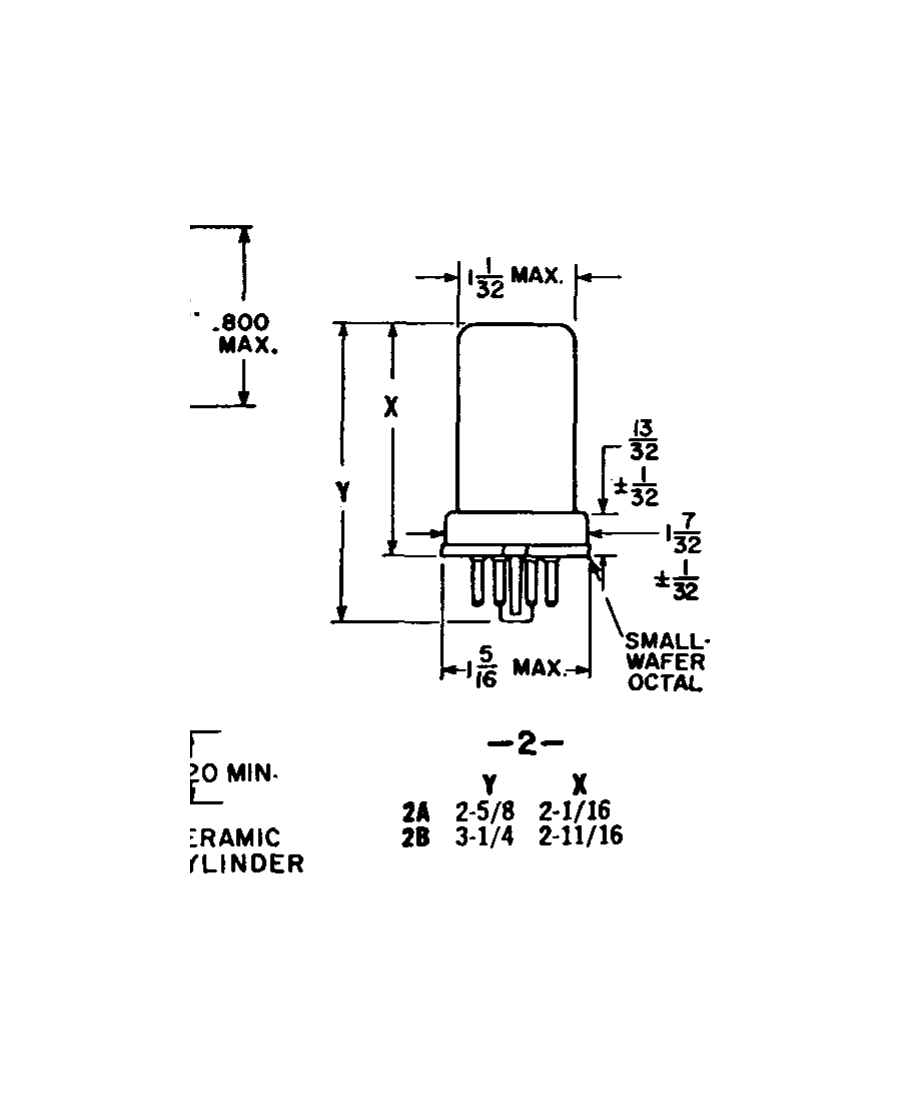 1 1/32 MAX.
.800
MAX.
X
13/32
± 1/32
Y
1 7/32
± 1/32
SMALL-
WAFER
OCTAL
1 5/16 MAX.
—2—
20 MIN.
Y X
2A 2-5/8 2-1/16
2B 3-1/4 2-11/16
ERAMIC
YLINDER